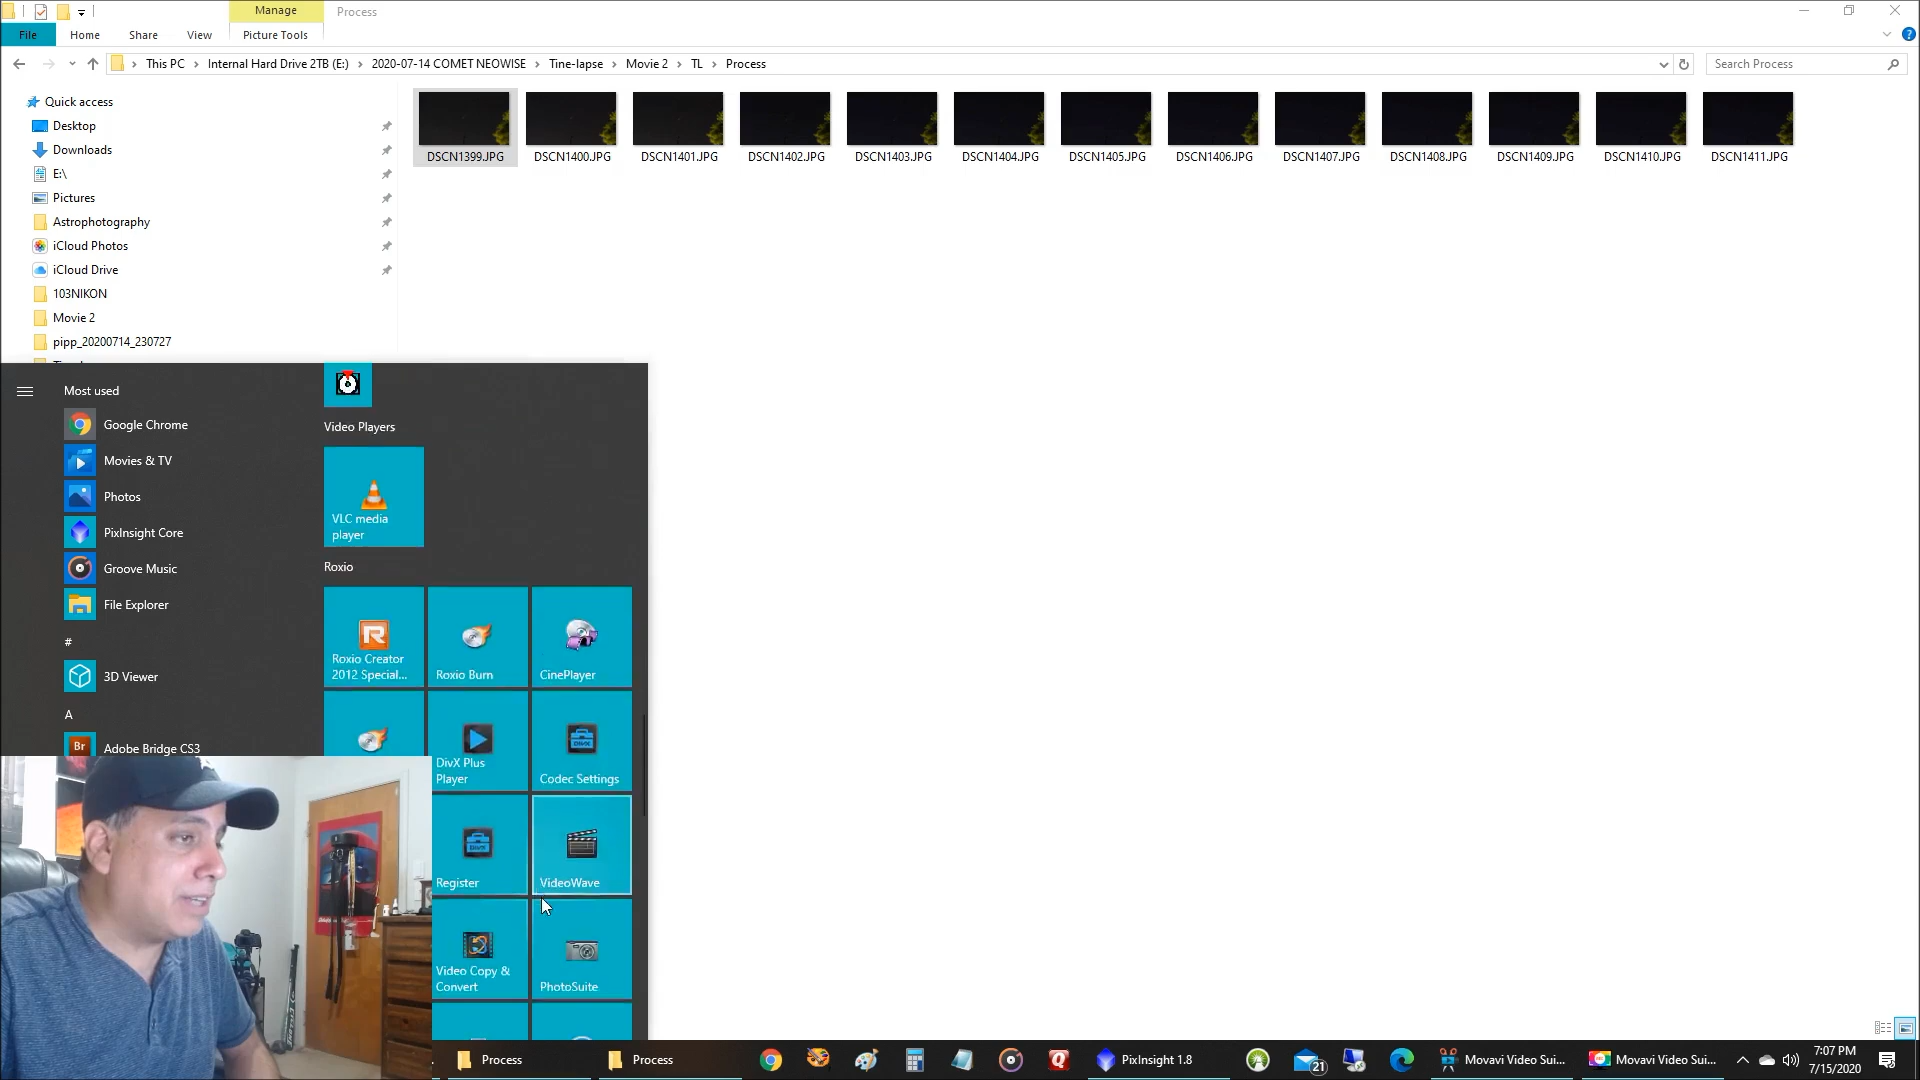 Manage
Process
File
Home
Share
View
Picture Tools
This PC
Internal Hard Drive 2TB (E:)
2020-07-14 COMET NEOWISE
Tine-lapse
Movie 2
TL
Process
Search Process
Quick access
Desktop
Downloads
E:\
Pictures
Astrophotography
iCloud Photos
iCloud Drive
103NIKON
Movie 2
pipp_20200714_230727
DSCN1399.JPG
DSCN1400.JPG
DSCN1401.JPG
DSCN1402.JPG
DSCN1403.JPG
DSCN1404.JPG
DSCN1405.JPG
DSCN1406.JPG
DSCN1407.JPG
DSCN1408.JPG
DSCN1409.JPG
DSCN1410.JPG
DSCN1411.JPG
Most used
Google Chrome
Movies & TV
Photos
PixInsight Core
Groove Music
File Explorer
#
3D Viewer
A
Br
Adobe Bridge CS3
Video Players
VLC media
player
Roxio
Roxio Creator
2012 Special...
Roxio Burn
CinePlayer
DivX Plus
Player
Codec Settings
Register
VideoWave
Video Copy &
Convert
PhotoSuite
Process
Process
PixInsight 1.8
21
Movavi Video Sui...
Movavi Video Sui...
7:07 PM
7/15/2020